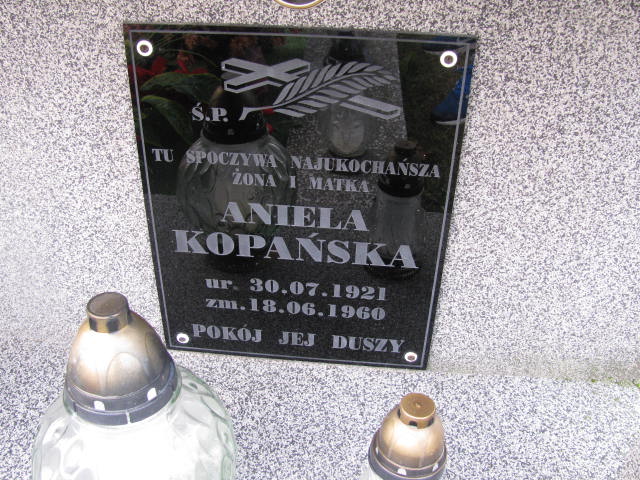 Ś.P.
TU SPOCZYWA NAJUKOCHAŃSZA
ŻONA I MATKA
ANIELA
KOPAŃSKA
ur. 30.07.1921
zm. 18.06.1960
POKÓJ JEJ DUSZY